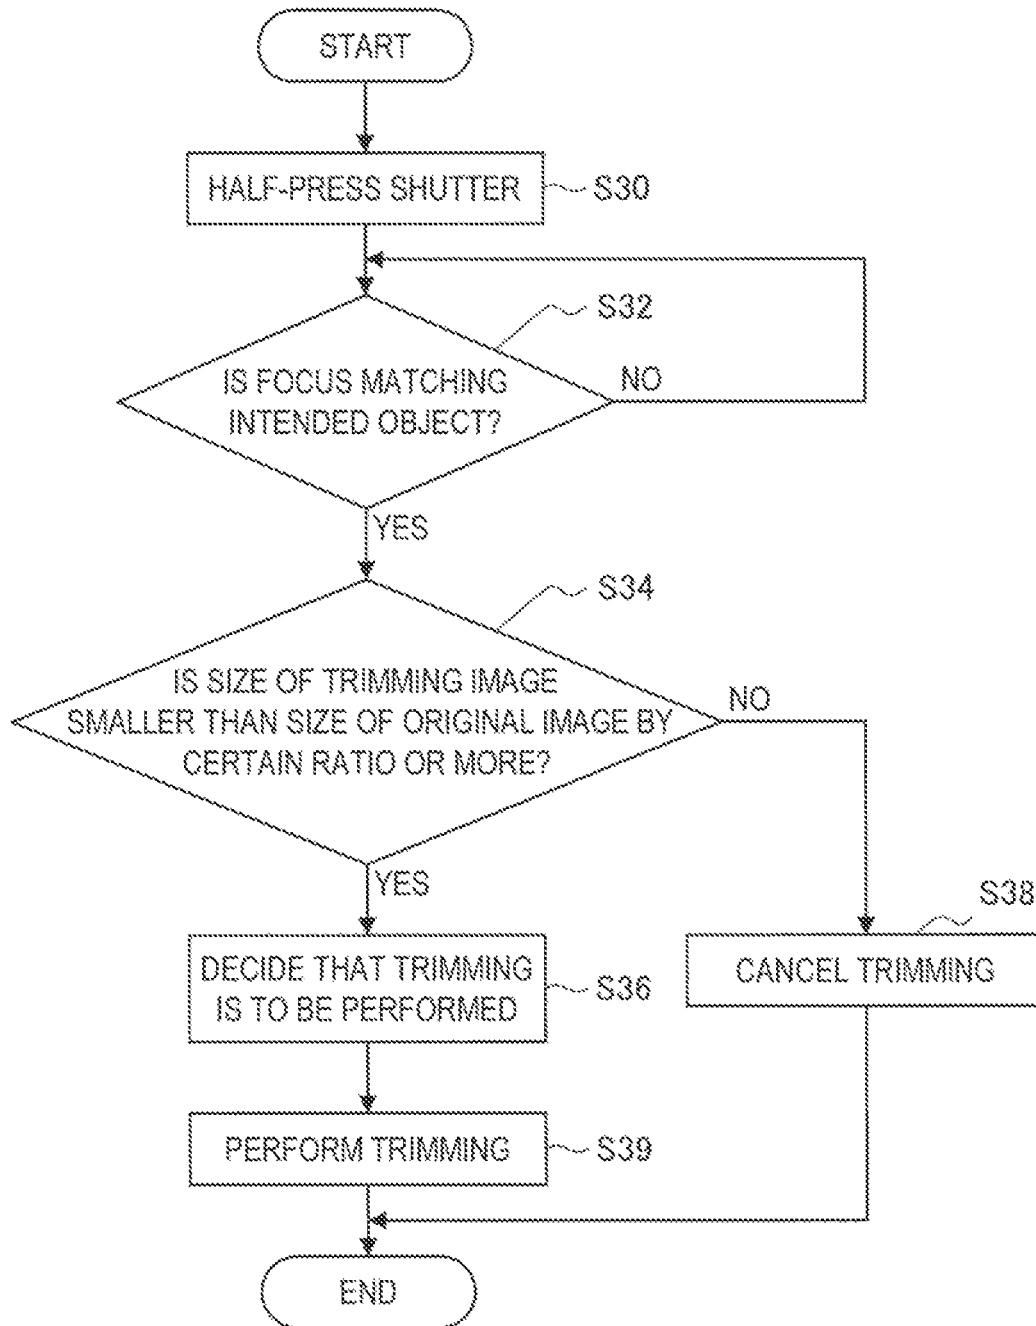 START
HALF-PRESS SHUTTER
S30
S32
IS FOCUS MATCHING
INTENDED OBJECT?
NO
YES
S34
IS SIZE OF TRIMMING IMAGE
SMALLER THAN SIZE OF ORIGINAL IMAGE BY
CERTAIN RATIO OR MORE?
NO
YES
S38
DECIDE THAT TRIMMING
IS TO BE PERFORMED
S36
CANCEL TRIMMING
PERFORM TRIMMING
S39
END